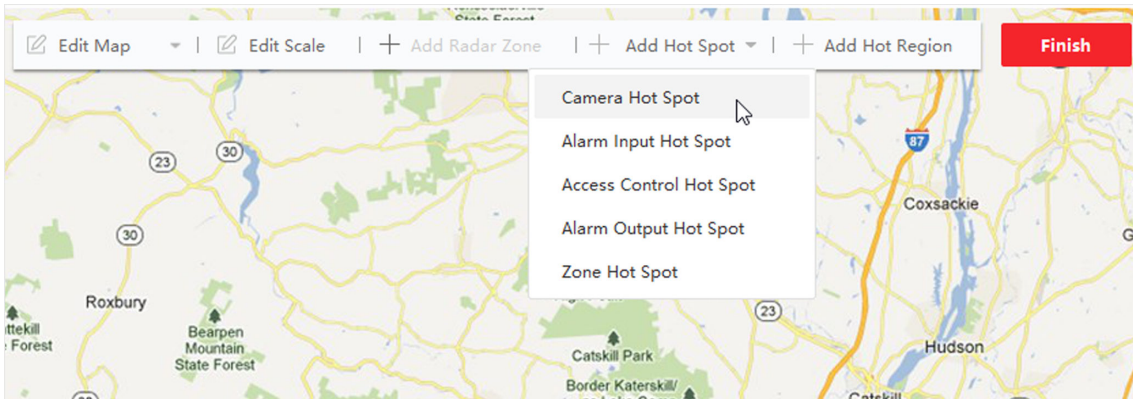 State Forest
Edit Map | Edit Scale | Add Radar Zone | Add Hot Spot | Add Hot Region Finish
Camera Hot Spot
Alarm Input Hot Spot
Access Control Hot Spot
Alarm Output Hot Spot
Zone Hot Spot
87
30
23
Coxsackie
30
G
Roxbury
23
ttekill
Forest
Bearpen
Mountain
State Forest
Hudson
Catskill Park
Border Katerskill/
Catskill